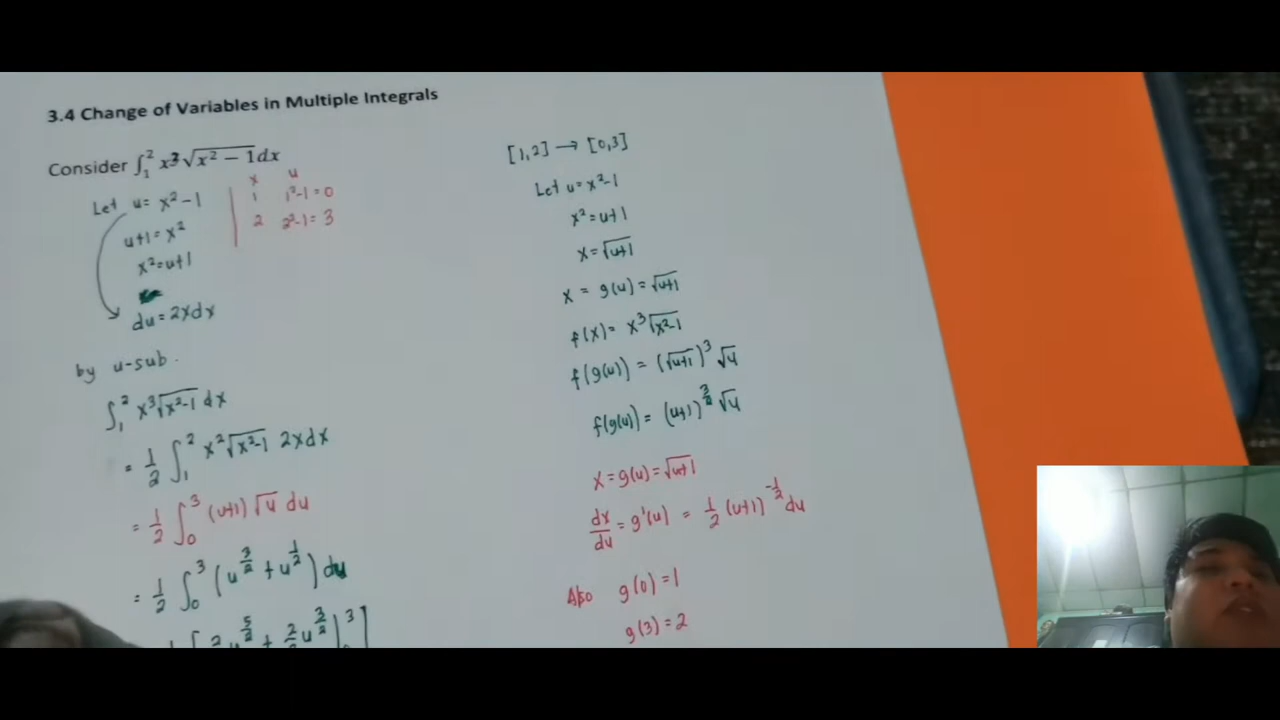 3.4 Change of Variables in Multiple Integrals
Consider ∫₁² x³√(x² − 1)dx
Let u = x²-1
u+1 = x²
x² = u+1
du = 2xdx
x u
1 1²-1 = 0
2 2²-1 = 3
by u-sub.
∫₁² x³√(x²-1) dx
= 1/2 ∫₁² x²√(x²-1) 2xdx
= 1/2 ∫₀³ (u+1) √u du
= 1/2 ∫₀³ (u^(3/2) + u^(1/2)) du
[1,2] → [0,3]
Let u = x²-1
x² = u+1
x = √(u+1)
x = g(u) = √(u+1)
f(x) = x³√(x²-1)
f(g(u)) = (√(u+1))³ √u
f(g(u)) = (u+1)^(3/2) √u
x = g(u) = √(u+1)
dx/du = g'(u) = 1/2 (u+1)^(-1/2) du
Also g(0) = 1
g(3) = 2